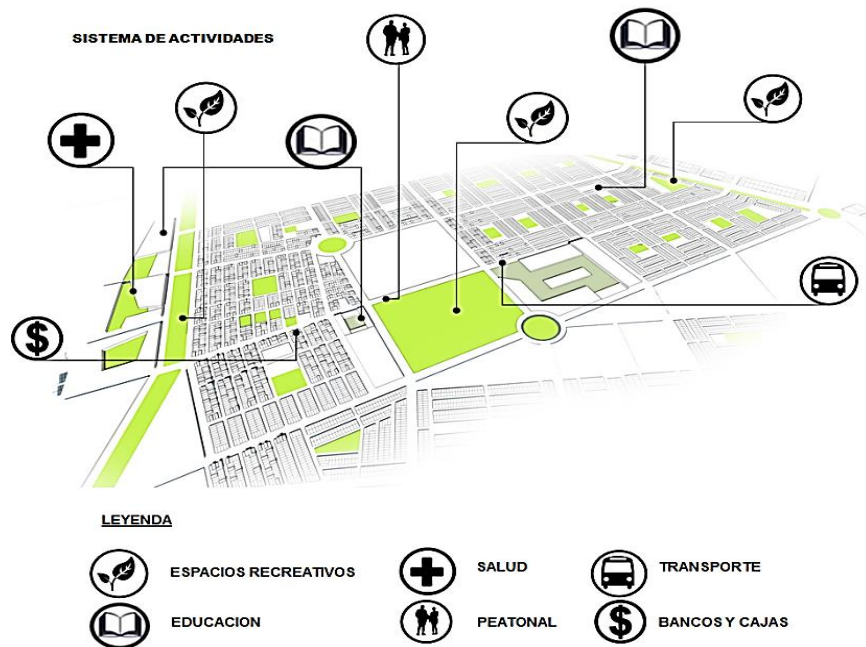 SISTEMA DE ACTIVIDADES
$
LEYENDA
ESPACIOS RECREATIVOS
SALUD
TRANSPORTE
EDUCACION
PEATONAL
$ BANCOS Y CAJAS